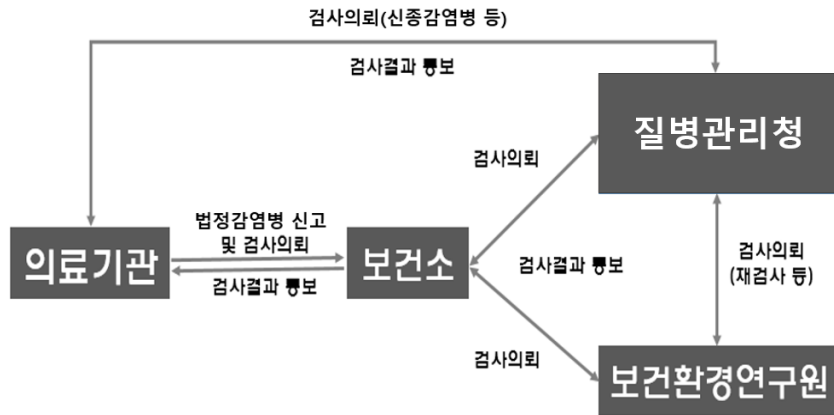 검사의뢰(신종감염병 등)
검사결과 통보
질병관리청
검사의뢰
법정감염병 신고
및 검사의뢰
의료기관
보건소
검사결과 통보
검사결과 통보
검사의뢰
(재검사 등)
검사의뢰
보건환경연구원